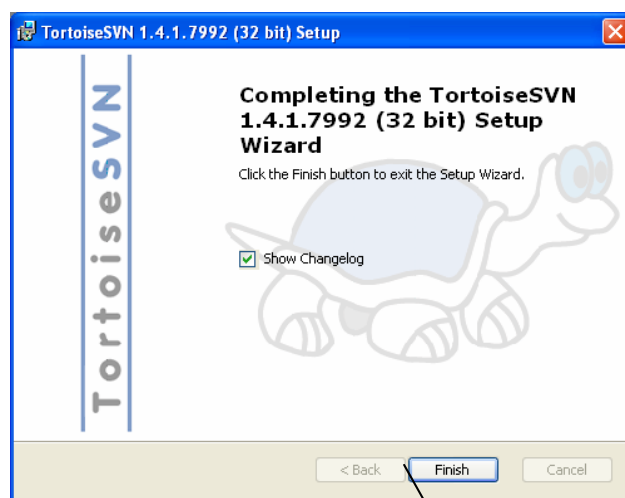 TortoiseSVN 1.4.1.7992 (32 bit) Setup
TortoiseSVN
Completing the TortoiseSVN
1.4.1.7992 (32 bit) Setup
Wizard
Click the Finish button to exit the Setup Wizard.
Show Changelog
< Back
Finish
Cancel